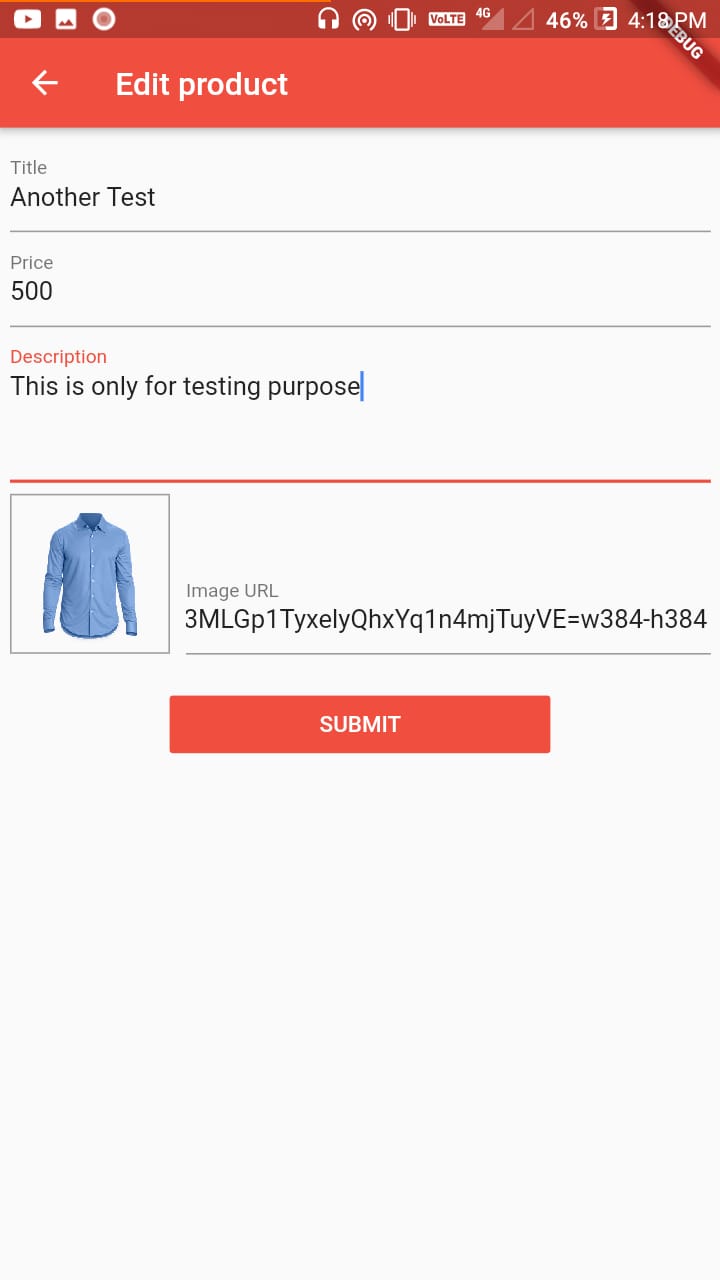 VoLTE 4G 46% 4:18 PM
DEBUG
Edit product
Title
Another Test
Price
500
Description
This is only for testing purpose
Image URL
3MLGp1TyxelyQhxYq1n4mjTuyVE=w384-h384
SUBMIT